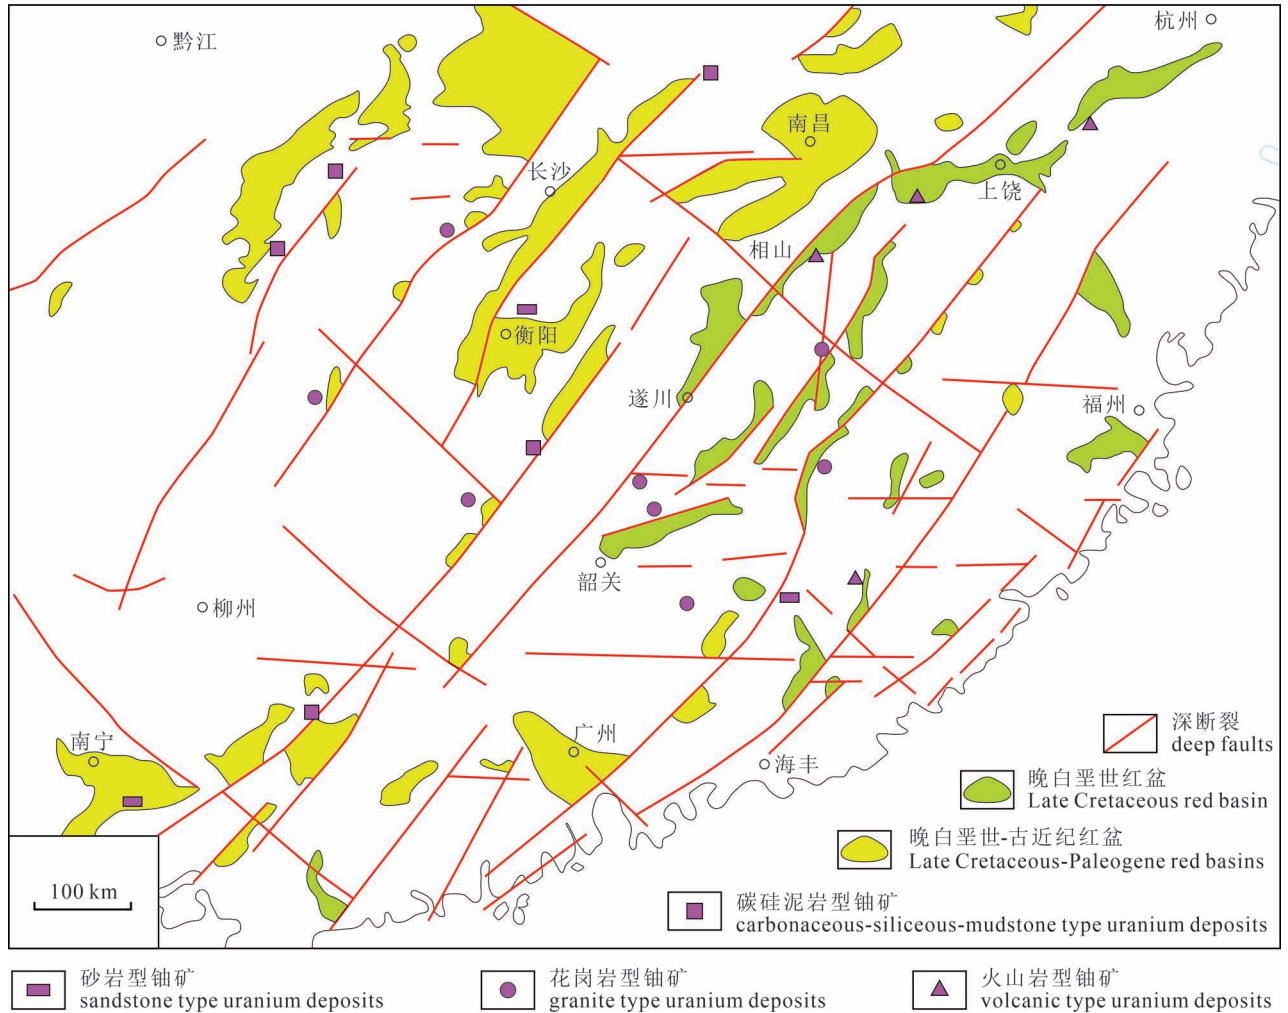 杭州
黔江
南昌
长沙
上饶
相山
衡阳
遂川
福州
韶关
柳州
南宁
广州
海丰
深断裂
deep faults
晚白垩世红盆
Late Cretaceous red basin
晚白垩世-古近纪红盆
Late Cretaceous-Paleogene red basins
100 km
碳硅泥岩型铀矿
carbonaceous-siliceous-mudstone type uranium deposits
砂岩型铀矿
sandstone type uranium deposits
花岗岩型铀矿
granite type uranium deposits
火山岩型铀矿
volcanic type uranium deposits